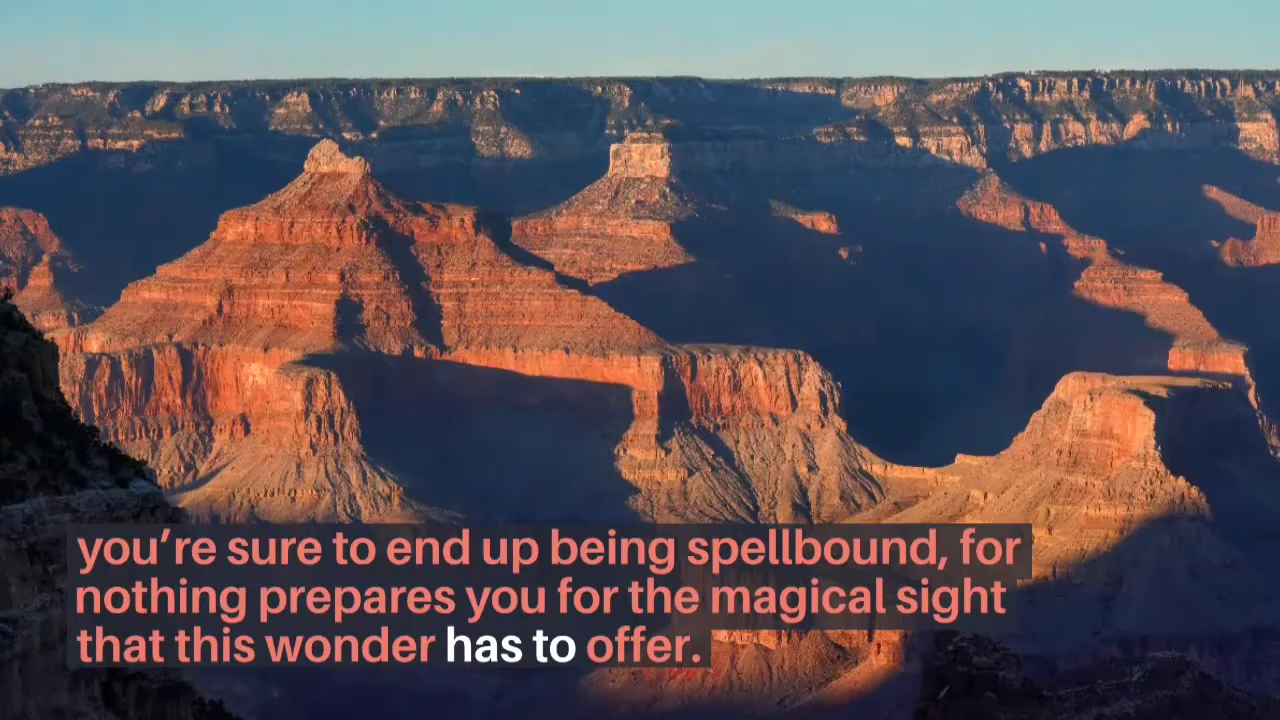 you’re sure to end up being spellbound, for
nothing prepares you for the magical sight
that this wonder has to offer.